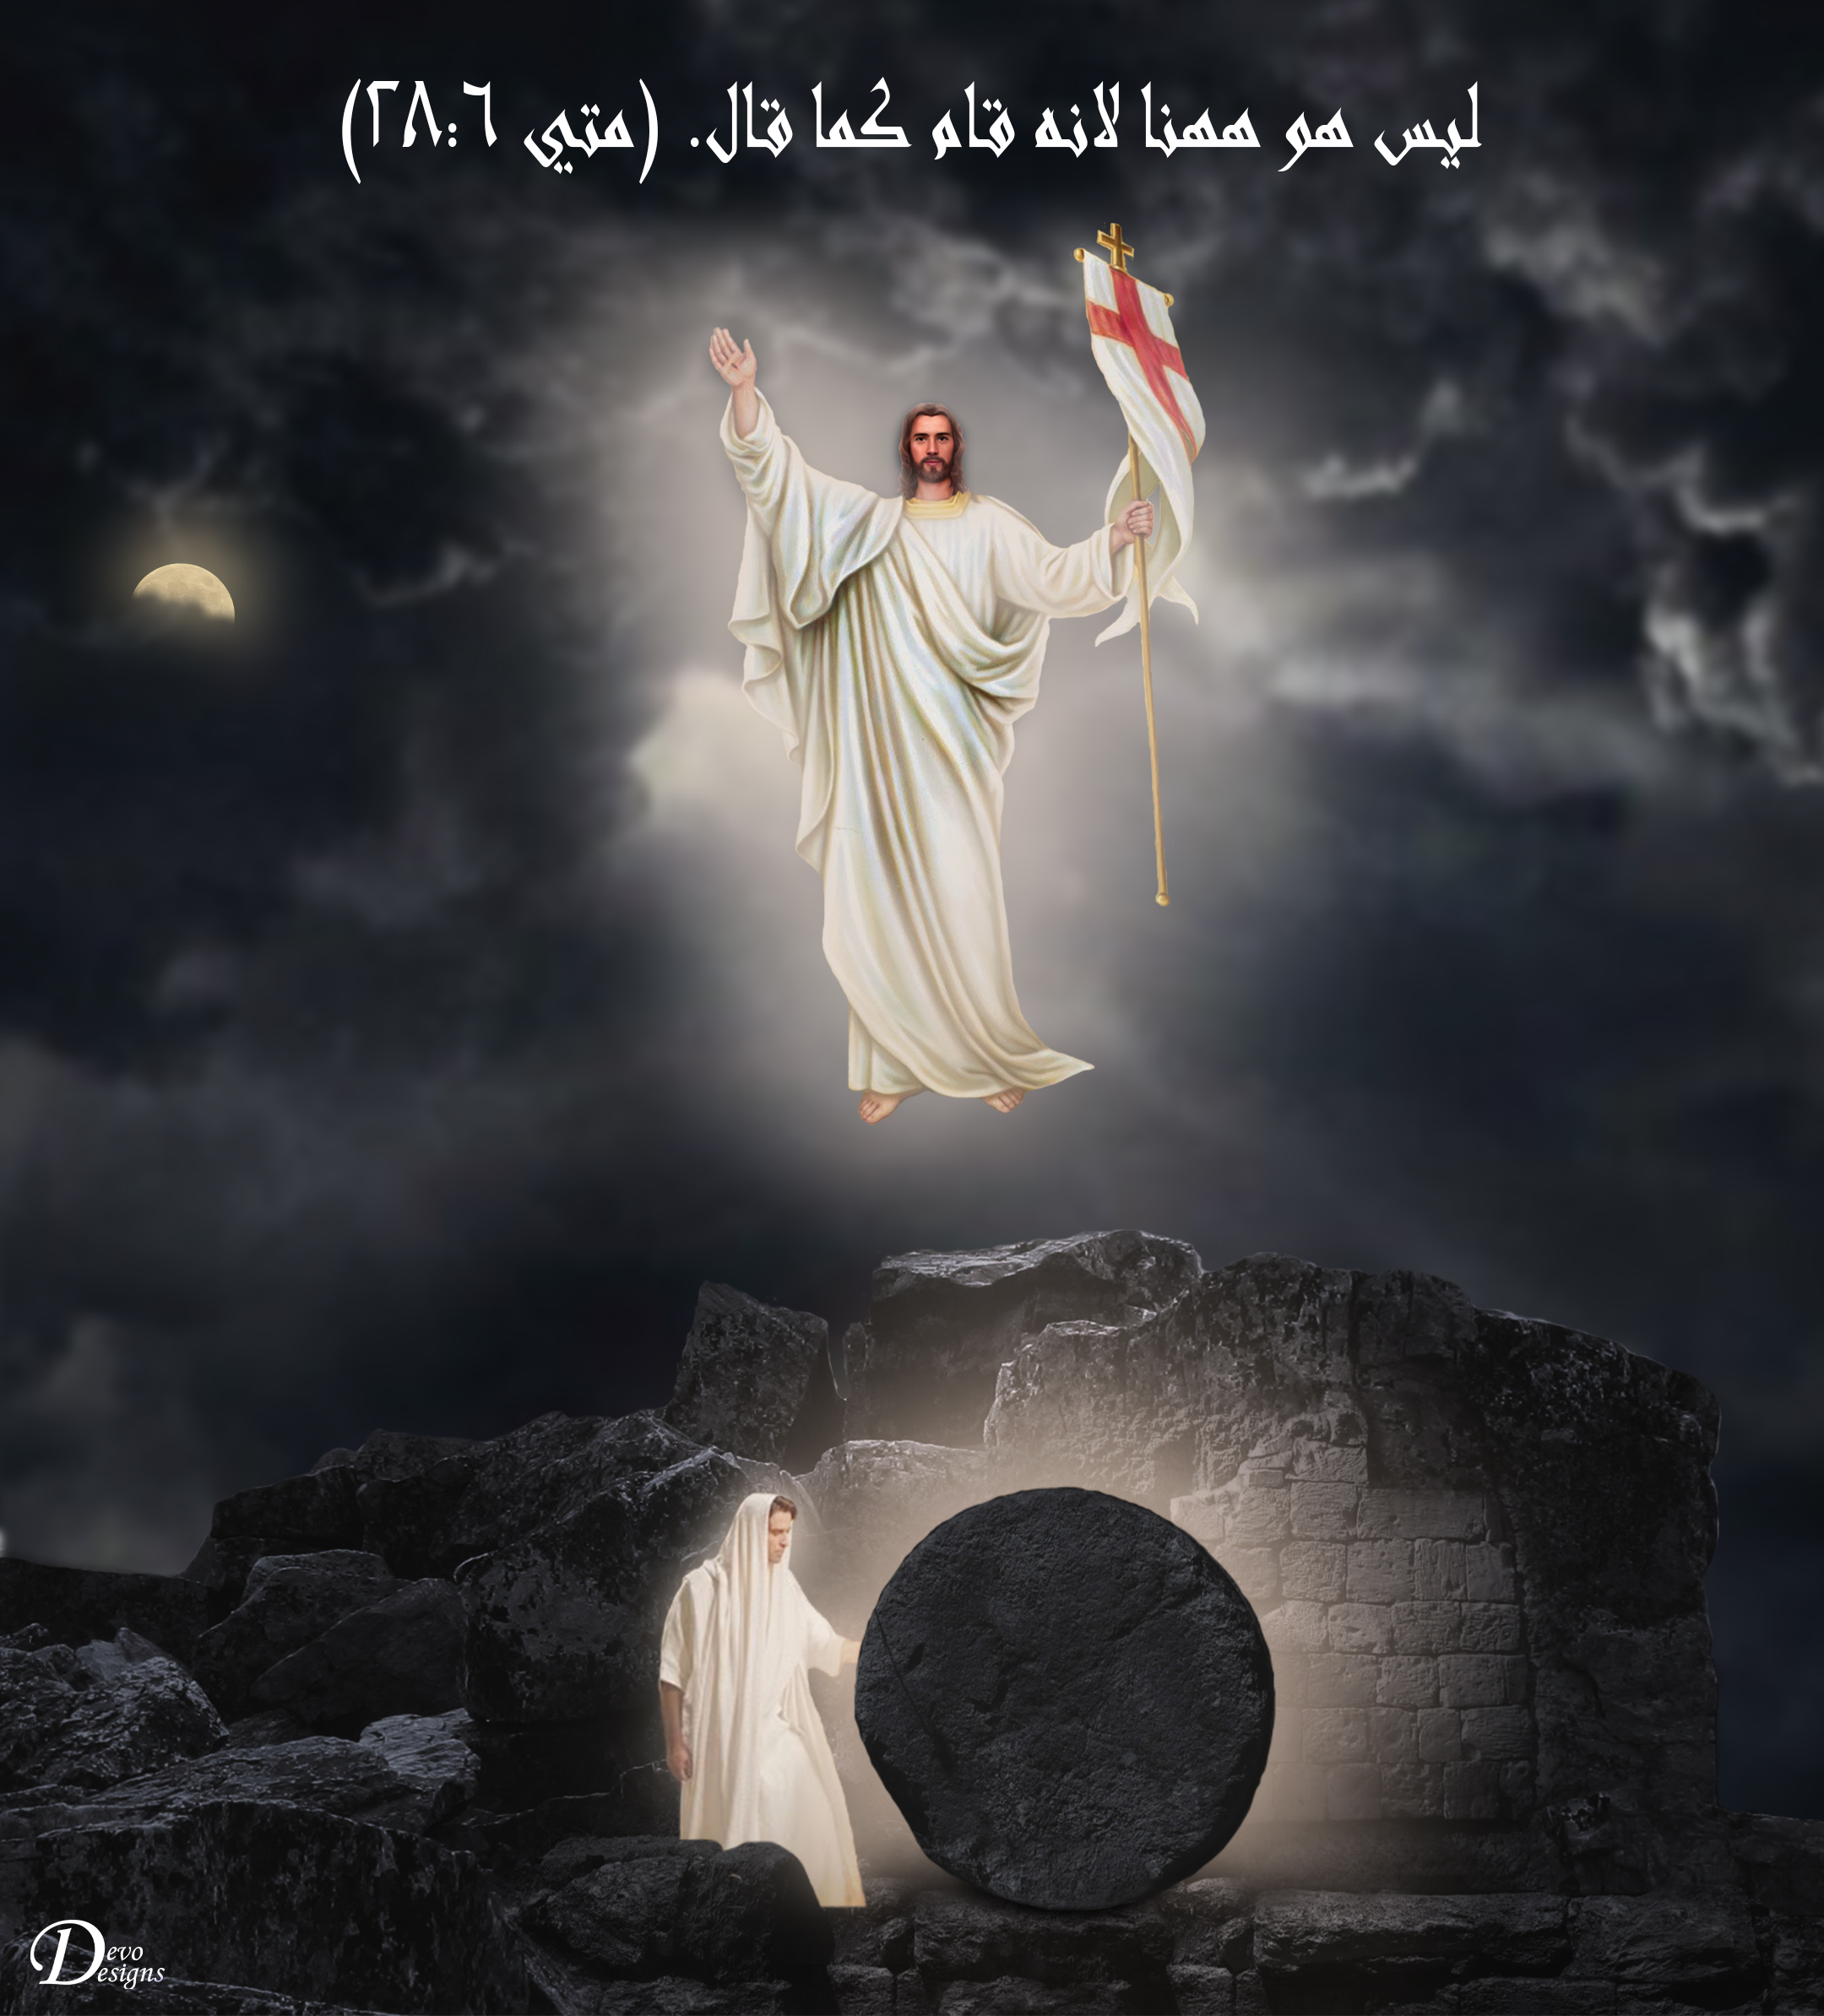 ليس هو ههنا لانه قام كما قال. (متي ٢٨:٦)
Devo
Designs